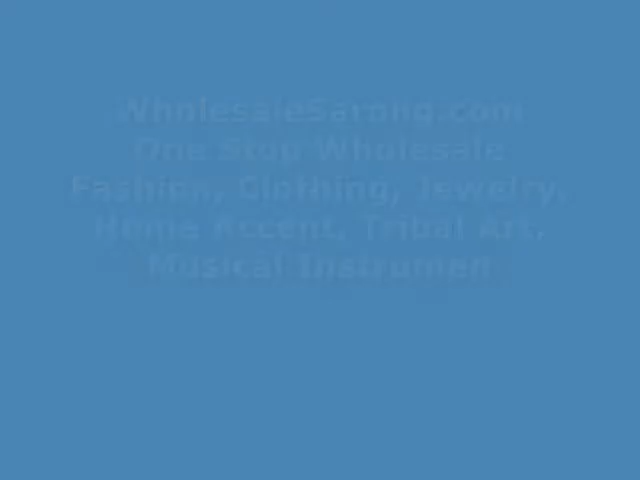 WholesaleSarong.com
One Stop Wholesale
Fashion, Clothing, Jewelry,
Home Accent, Tribal Art,
Musical Instrumen